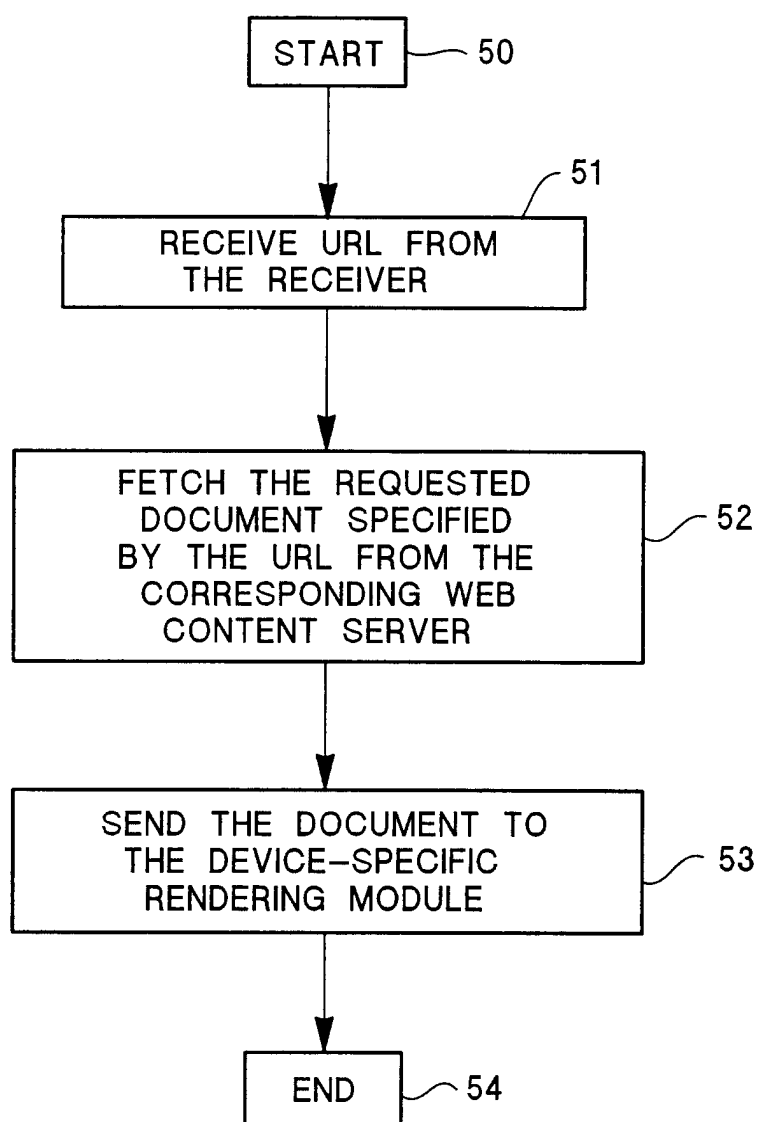 START
50
51
RECEIVE URL FROM
THE RECEIVER
FETCH THE REQUESTED
DOCUMENT SPECIFIED
BY THE URL FROM THE
CORRESPONDING WEB
CONTENT SERVER
52
SEND THE DOCUMENT TO
THE DEVICE-SPECIFIC
RENDERING MODULE
53
END
54